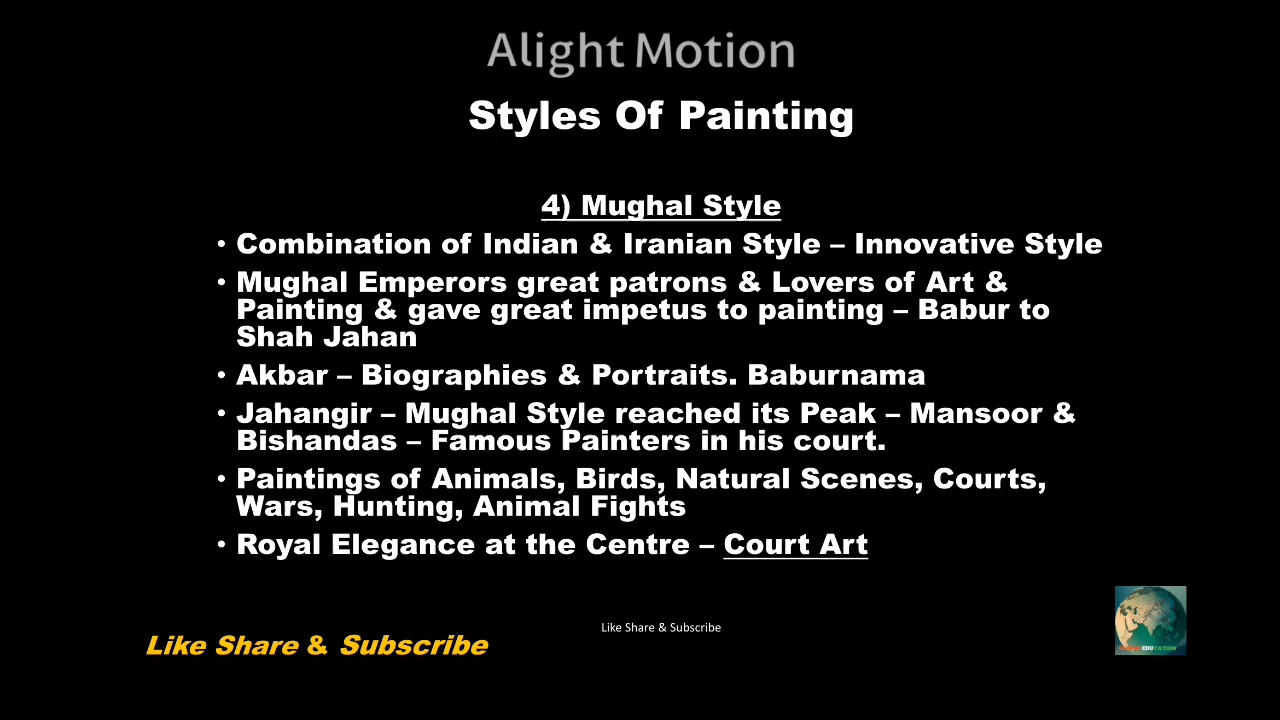 Alight Motion
Styles Of Painting
4) Mughal Style
• Combination of Indian & Iranian Style – Innovative Style
• Mughal Emperors great patrons & Lovers of Art &
Painting & gave great impetus to painting – Babur to
Shah Jahan
• Akbar – Biographies & Portraits. Baburnama
• Jahangir – Mughal Style reached its Peak – Mansoor &
Bishandas – Famous Painters in his court.
• Paintings of Animals, Birds, Natural Scenes, Courts,
Wars, Hunting, Animal Fights
• Royal Elegance at the Centre – Court Art
Like Share & Subscribe
Like Share & Subscribe
EDUCATION